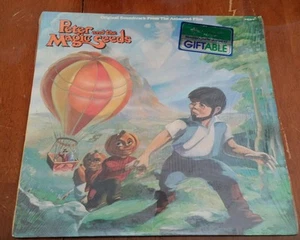 Original Soundtrack From The Animated Film
Peter and the
Magic Seeds
GIFTABLE